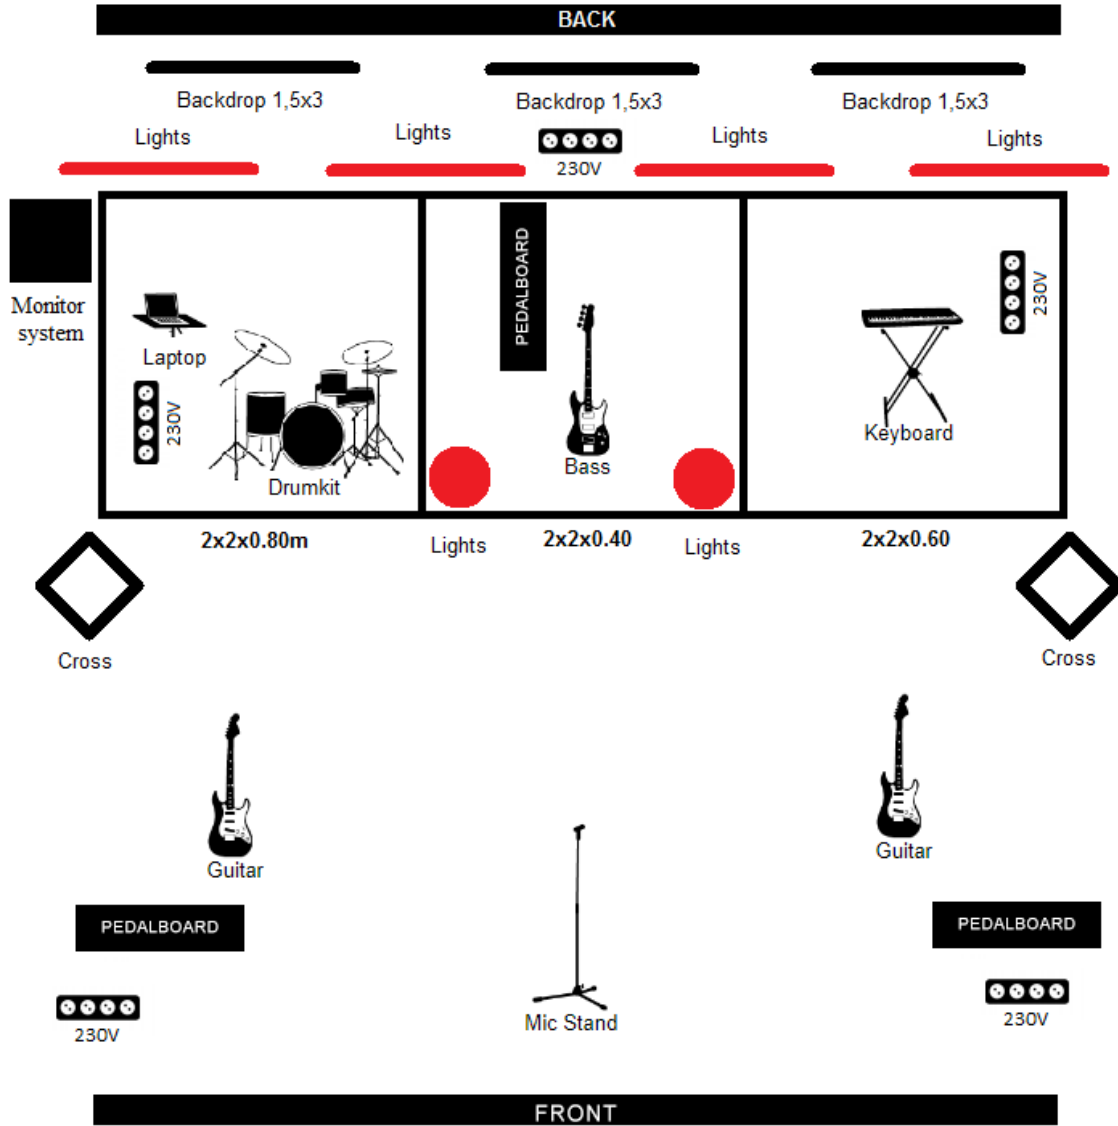 BACK
Backdrop 1,5x3
Backdrop 1,5x3
Backdrop 1,5x3
Lights
Lights
Lights
Lights
230V
PEDALBOARD
230V
Monitor
system
Laptop
230V
Keyboard
Bass
Drumkit
2x2x0.80m
Lights
2x2x0.40
Lights
2x2x0.60
Cross
Cross
Guitar
Guitar
PEDALBOARD
PEDALBOARD
230V
Mic Stand
230V
FRONT